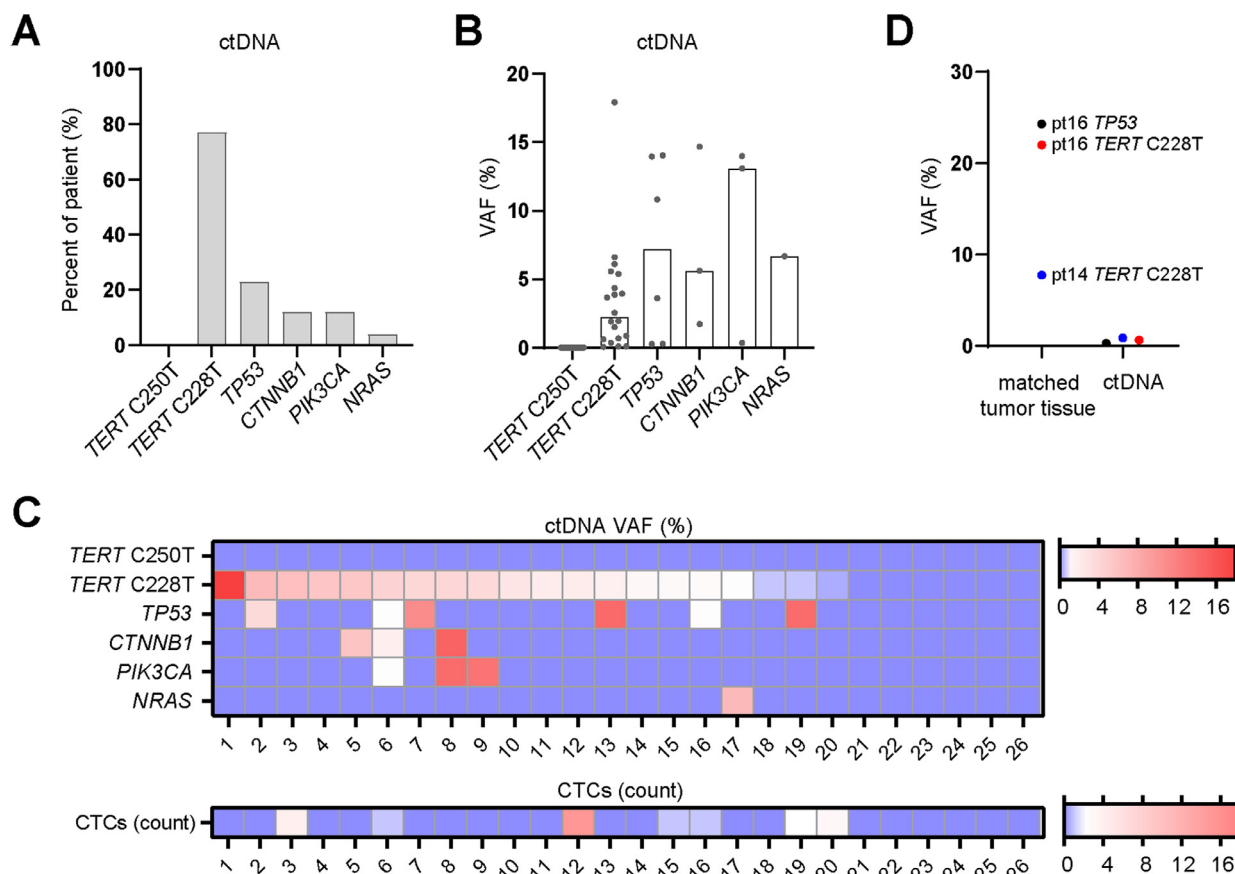 A
ctDNA
Percent of patient (%)
100
80
60
40
20
0
TERT C250T
TERT C228T
TP53
CTNNB1
PIK3CA
NRAS
B
ctDNA
VAF (%)
20
15
10
5
0
TERT C250T
TERT C228T
TP53
CTNNB1
PIK3CA
NRAS
D
VAF (%)
30
20
10
0
pt16 TP53
pt16 TERT C228T
pt14 TERT C228T
matched
tumor tissue
ctDNA
C
ctDNA VAF (%)
TERT C250T
TERT C228T
TP53
CTNNB1
PIK3CA
NRAS
1 2 3 4 5 6 7 8 9 10 11 12 13 14 15 16 17 18 19 20 21 22 23 24 25 26
0 4 8 12 16
CTCs (count)
CTCs (count)
1 2 3 4 5 6 7 8 9 10 11 12 13 14 15 16 17 18 19 20 21 22 23 24 25 26
0 4 8 12 16